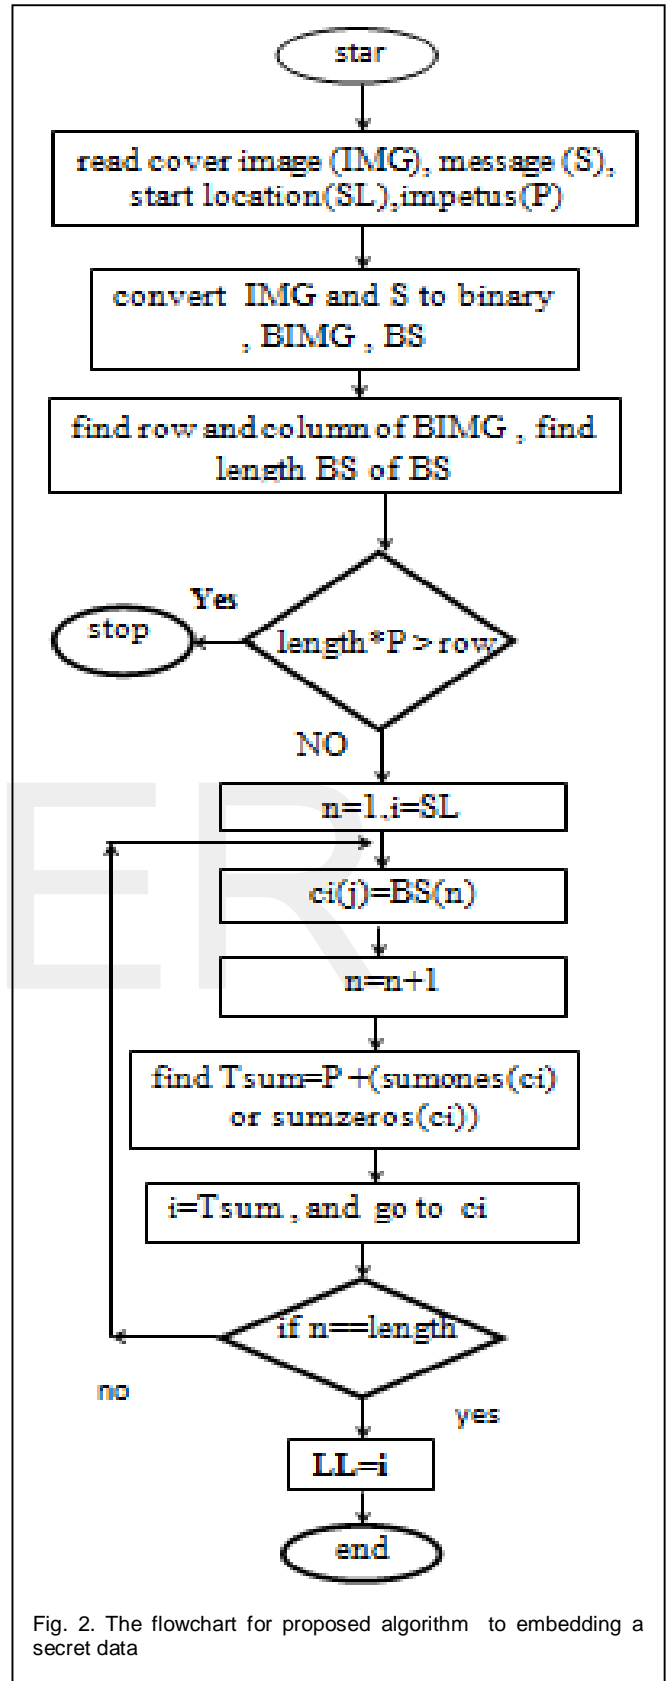 star
read cover image (IMG), message (S),
start location(SL),impetus(P)
convert IMG and S to binary
, BIMG , BS
find row and column of BIMG , find
length BS of BS
Yes
stop
length*P > row
NO
n=1,i=SL
ci(j)=BS(n)
n=n+1
find Tsum=P +(sumones(ci)
or sumzeros(ci))
i=Tsum , and go to ci
if n==length
no
yes
LL=i
end
ER
Fig. 2. The flowchart for proposed algorithm to embedding a
secret data